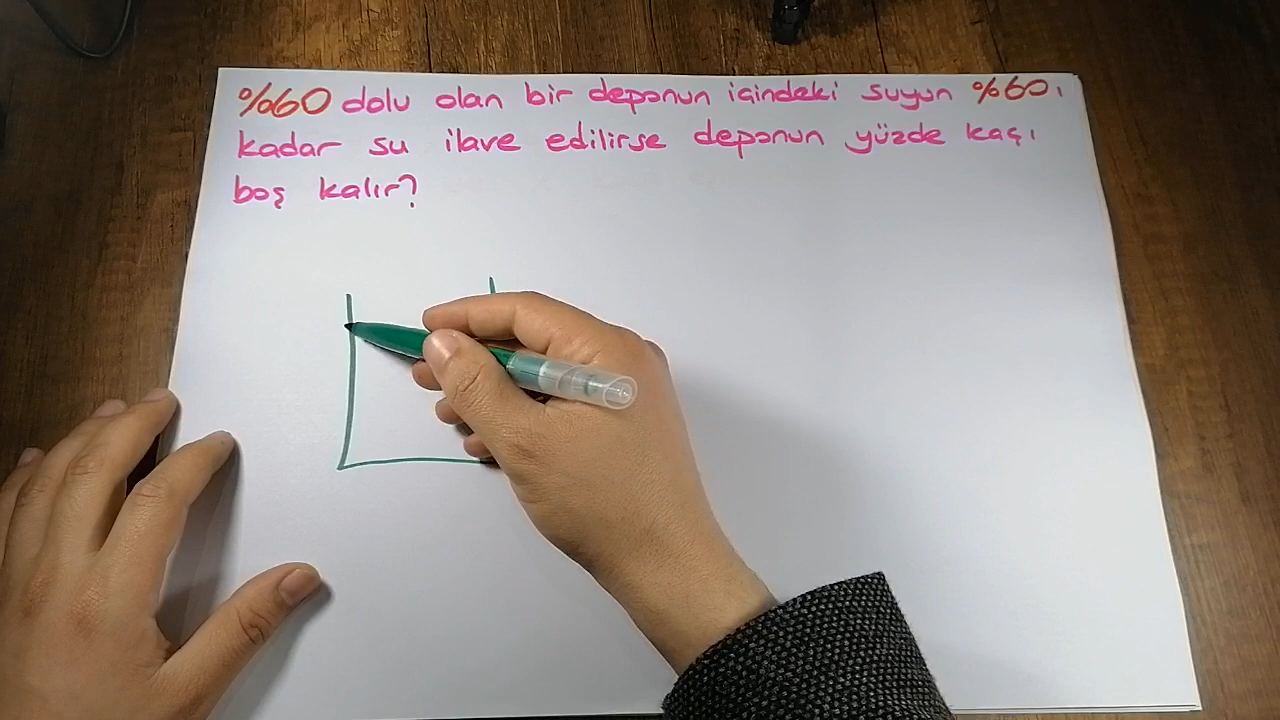 %60 dolu olan bir deponun içindeki suyun %60ı
kadar su ilave edilirse deponun yüzde kaçı
boş kalır?